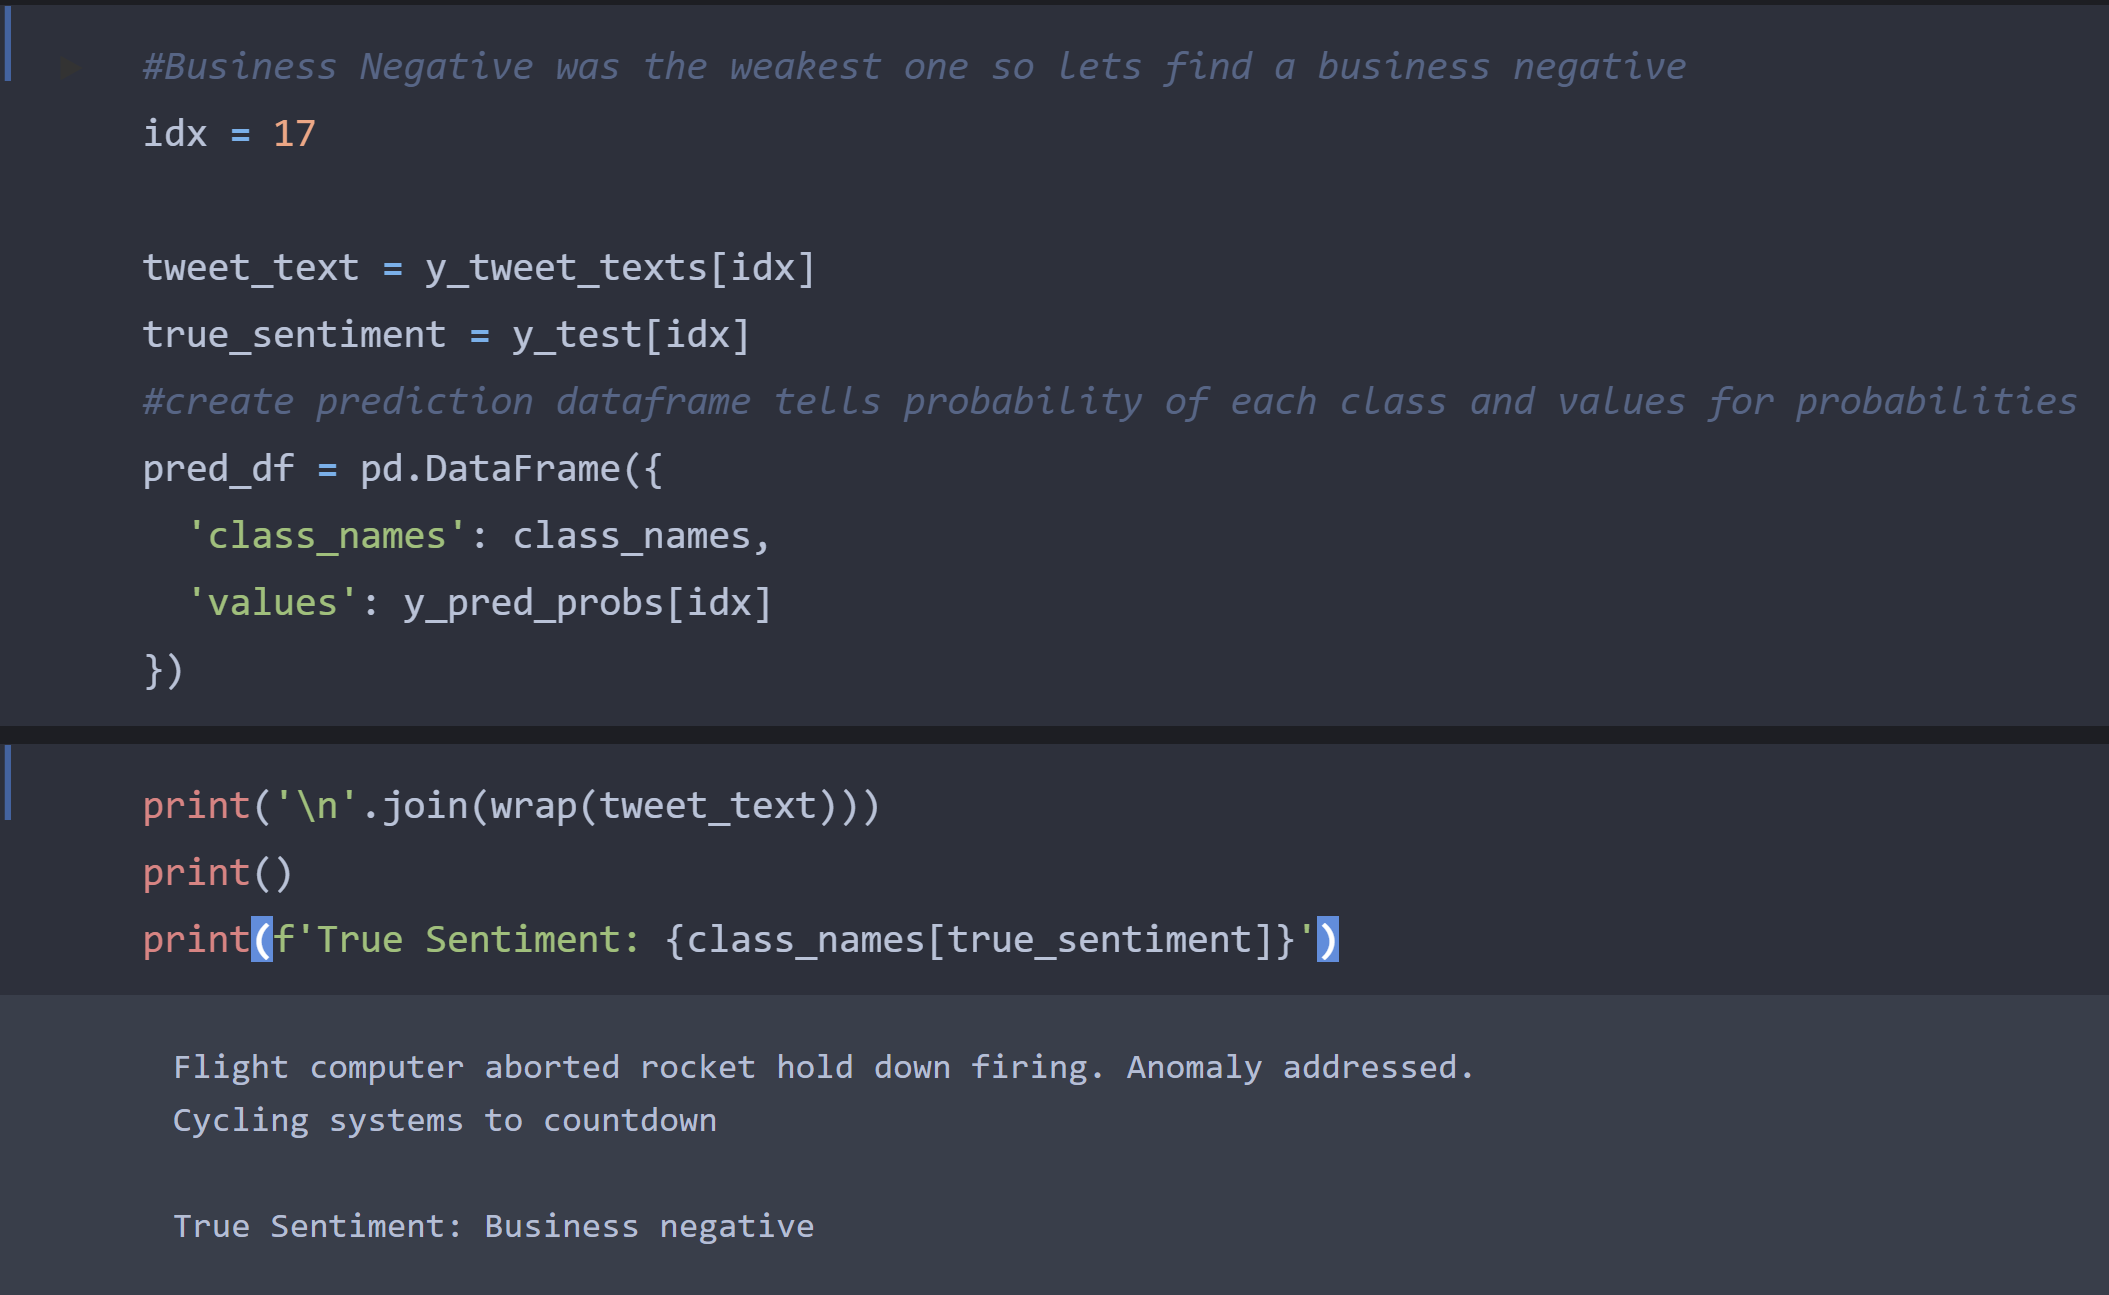 #Business Negative was the weakest one so lets find a business negative
idx = 17
tweet_text = y_tweet_texts[idx]
true_sentiment = y_test[idx]
#create prediction dataframe tells probability of each class and values for probabilities
pred_df = pd.DataFrame({
  'class_names': class_names,
  'values': y_pred_probs[idx]
})
print('\n'.join(wrap(tweet_text)))
print()
print(f'True Sentiment: {class_names[true_sentiment]}')
Flight computer aborted rocket hold down firing. Anomaly addressed.
Cycling systems to countdown
True Sentiment: Business negative